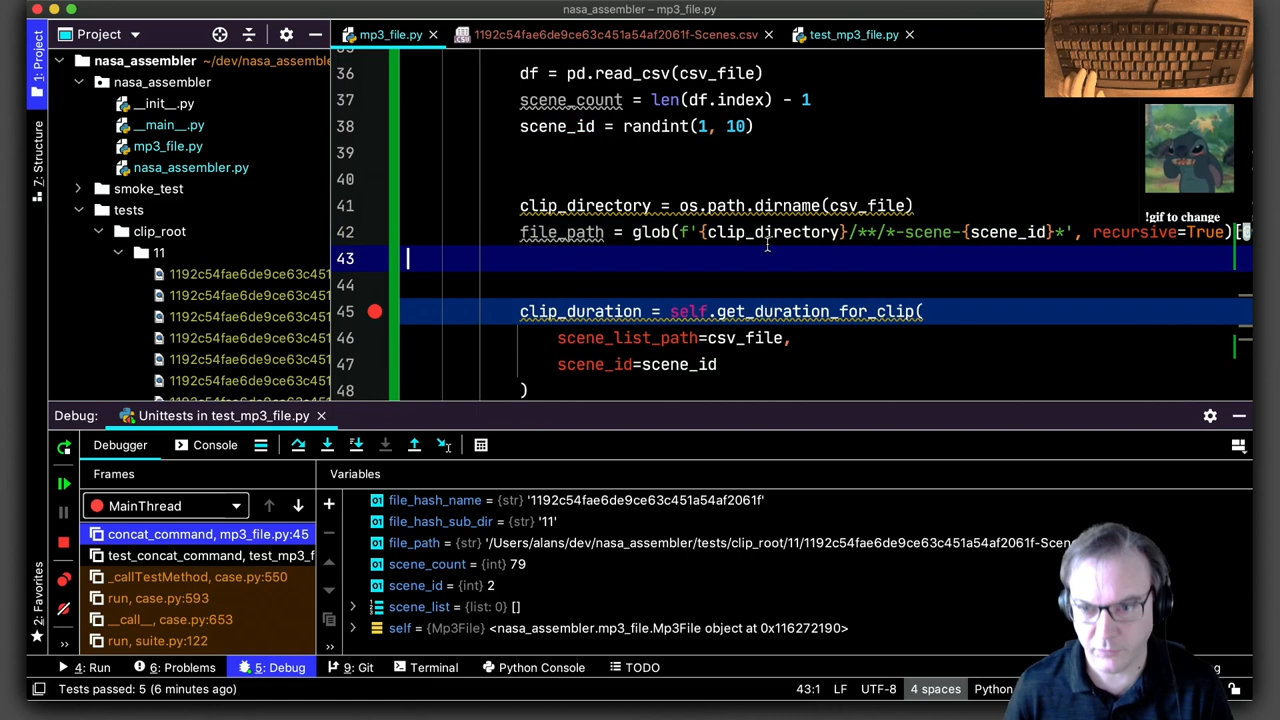 nasa_assembler – mp3_file.py
Project
mp3_file.py
1192c54fae6de9ce63c451a54af2061f-Scenes.csv
test_mp3_file.py
1: Project
7: Structure
2: Favorites
nasa_assembler ~/dev/nasa_assemble
nasa_assembler
__init__.py
__main__.py
mp3_file.py
nasa_assembler.py
smoke_test
tests
clip_root
11
1192c54fae6de9ce63c451
1192c54fae6de9ce63c451
1192c54fae6de9ce63c451
1192c54fae6de9ce63c451
1192c54fae6de9ce63c451
1192c54fae6de9ce63c451
36 df = pd.read_csv(csv_file)
37 scene_count = len(df.index) - 1
38 scene_id = randint(1, 10)
39
40
41 clip_directory = os.path.dirname(csv_file)
42 file_path = glob(f'{clip_directory}/**/*-scene-{scene_id}*', recursive=True)[
43
44
45 clip_duration = self.get_duration_for_clip(
46 scene_list_path=csv_file,
47 scene_id=scene_id
48 )
!gif to change
Debug: Unittests in test_mp3_file.py
Debugger Console
Frames
Variables
MainThread
concat_command, mp3_file.py:45
test_concat_command, test_mp3_f
_callTestMethod, case.py:550
run, case.py:593
__call__, case.py:653
run, suite.py:122
file_hash_name = {str} '1192c54fae6de9ce63c451a54af2061f'
file_hash_sub_dir = {str} '11'
file_path = {str} '/Users/alans/dev/nasa_assembler/tests/clip_root/11/1192c54fae6de9ce63c451a54af2061f-Scene
scene_count = {int} 79
scene_id = {int} 2
scene_list = {list: 0} []
self = {Mp3File} <nasa_assembler.mp3_file.Mp3File object at 0x116272190>
4: Run 6: Problems 5: Debug 9: Git Terminal Python Console TODO
Tests passed: 5 (6 minutes ago)
43:1 LF UTF-8 4 spaces Python